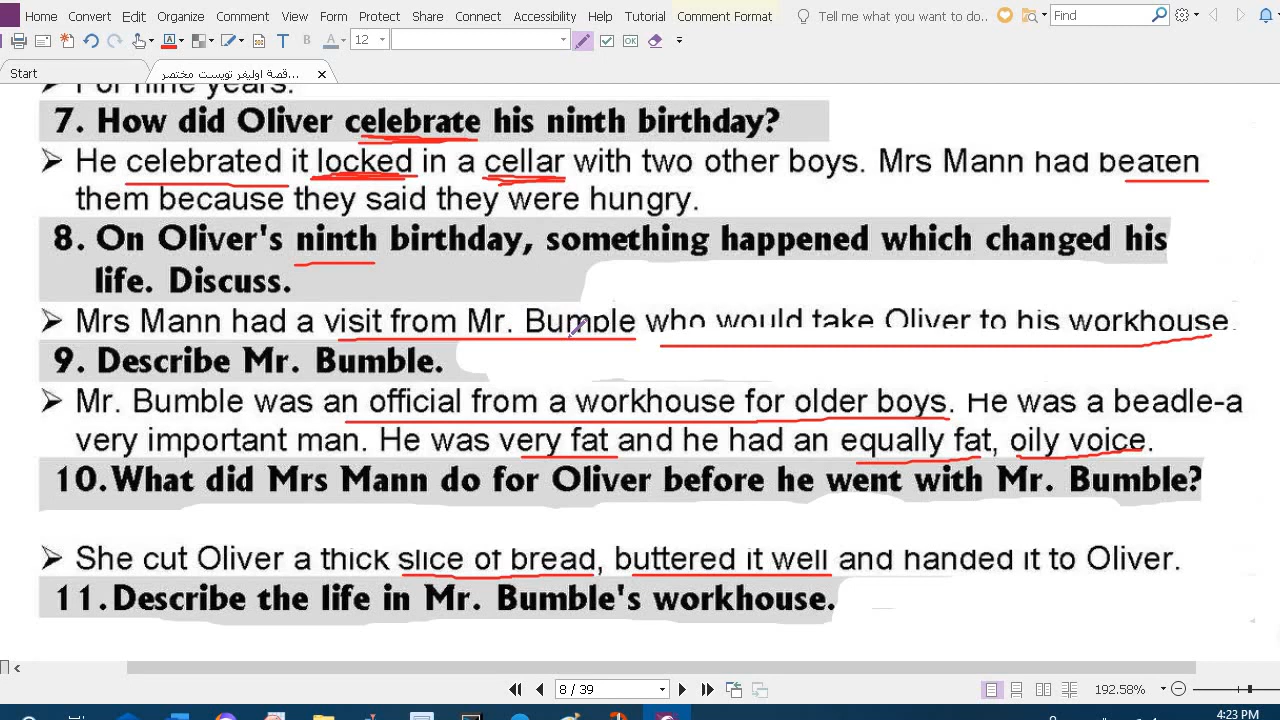 Home Convert Edit Organize Comment View Form Protect Share Connect Accessibility Help Tutorial Comment Format Tell me what you want to do.. Find
12
Start
قصة اوليفر تويست مختصر...
For nine years.
7. How did Oliver celebrate his ninth birthday?
➢ He celebrated it locked in a cellar with two other boys. Mrs Mann had beaten
them because they said they were hungry.
8. On Oliver's ninth birthday, something happened which changed his
life. Discuss.
➢ Mrs Mann had a visit from Mr. Bumble who would take Oliver to his workhouse.
9. Describe Mr. Bumble.
➢ Mr. Bumble was an official from a workhouse for older boys. He was a beadle-a
very important man. He was very fat and he had an equally fat, oily voice.
10.What did Mrs Mann do for Oliver before he went with Mr. Bumble?
➢ She cut Oliver a thick slice of bread, buttered it well and handed it to Oliver.
11.Describe the life in Mr. Bumble's workhouse.
8 / 39
192.58%
4:23 PM